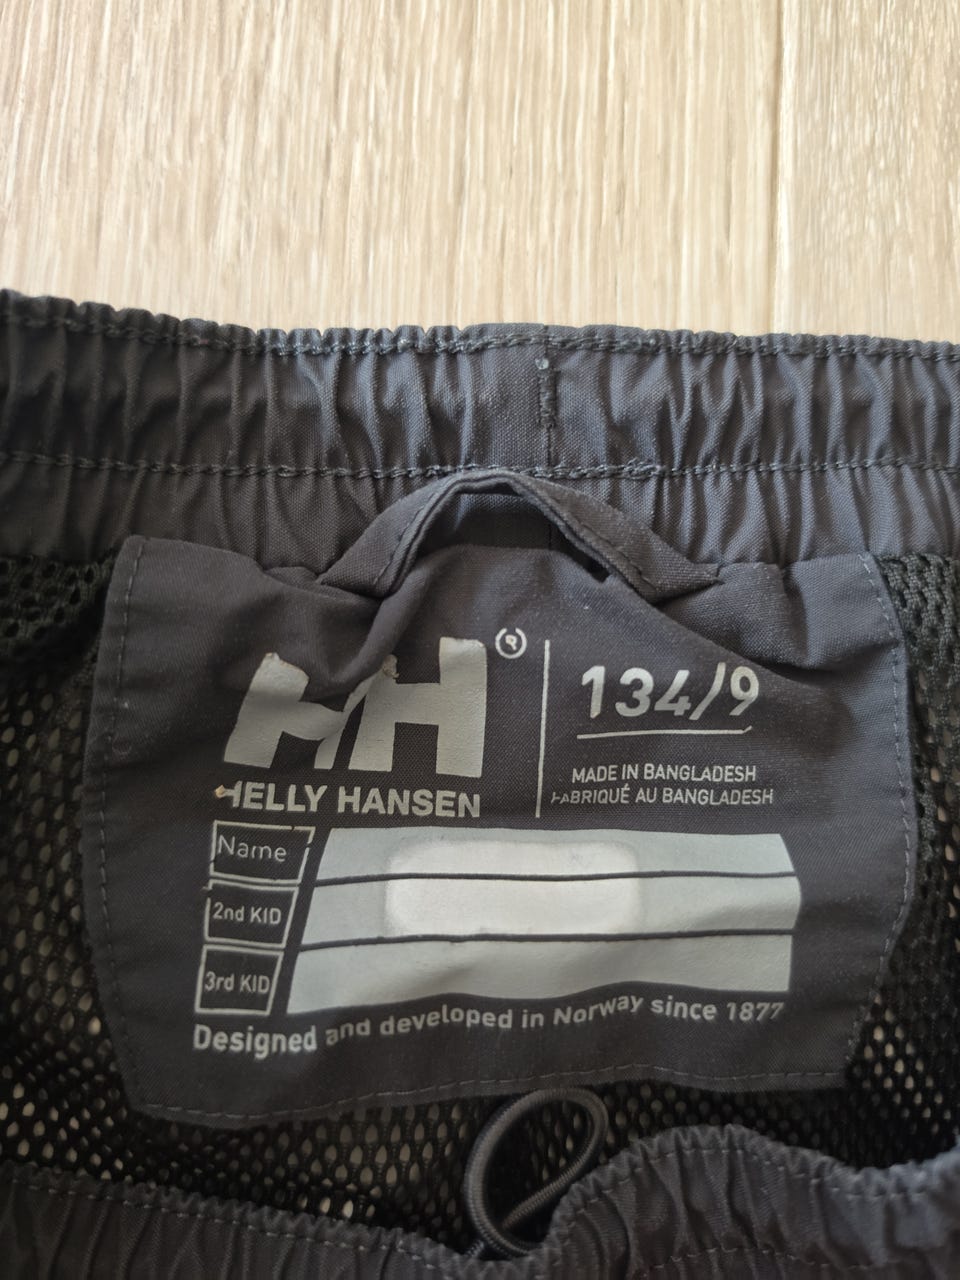 HH®
HELLY HANSEN
134/9
MADE IN BANGLADESH
FABRIQUÉ AU BANGLADESH
Name
2nd KID
3rd KID
Designed and developed in Norway since 1877